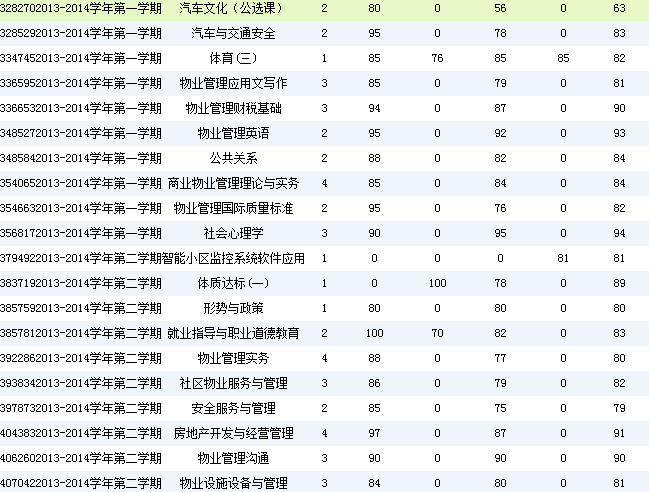 3282702013-2014学年第一学期 汽车文化（公选课） 2 80 0 56 0 63
3285292013-2014学年第一学期 汽车与交通安全 2 95 0 78 0 83
3347452013-2014学年第一学期 体育(三) 1 85 76 85 85 82
3365952013-2014学年第一学期 物业管理应用文写作 3 85 0 79 0 81
3366532013-2014学年第一学期 物业管理财税基础 3 94 0 87 0 90
3485272013-2014学年第一学期 物业管理英语 2 95 0 92 0 93
3485842013-2014学年第一学期 公共关系 2 88 0 82 0 84
3540652013-2014学年第一学期 商业物业管理理论与实务 4 85 0 84 0 84
3546632013-2014学年第一学期 物业管理国际质量标准 2 95 0 76 0 82
3568172013-2014学年第一学期 社会心理学 3 90 0 95 0 94
3794922013-2014学年第二学期 智能小区监控系统软件应用 1 0 0 0 81 81
3837192013-2014学年第二学期 体质达标(一) 1 0 100 78 0 89
3857592013-2014学年第二学期 形势与政策 1 80 0 80 0 80
3857812013-2014学年第二学期 就业指导与职业道德教育 2 100 70 82 0 83
3922862013-2014学年第二学期 物业管理实务 4 88 0 77 0 80
3938342013-2014学年第二学期 社区物业服务与管理 3 86 0 79 0 82
3978732013-2014学年第二学期 安全服务与管理 2 85 0 75 0 79
4043832013-2014学年第二学期 房地产开发与经营管理 4 97 0 87 0 91
4062602013-2014学年第二学期 物业管理沟通 3 90 0 90 0 90
4070422013-2014学年第二学期 物业设施设备与管理 3 84 0 80 0 81